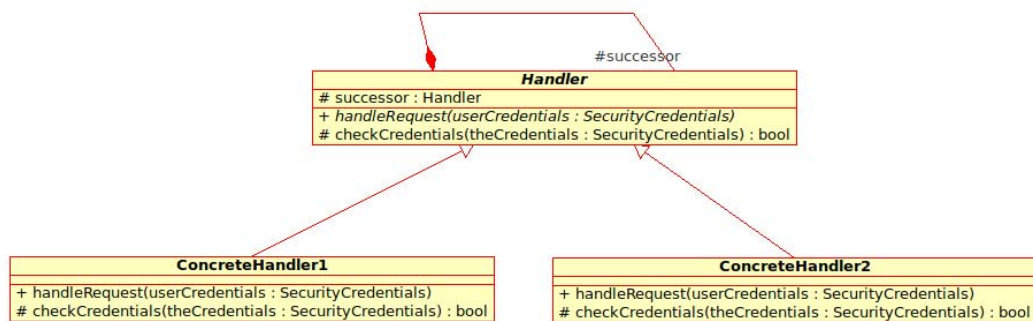 #successor
Handler
# successor : Handler
+ handleRequest(userCredentials : SecurityCredentials)
# checkCredentials(theCredentials : SecurityCredentials) : bool
ConcreteHandler1
+ handleRequest(userCredentials : SecurityCredentials)
# checkCredentials(theCredentials : SecurityCredentials) : bool
ConcreteHandler2
+ handleRequest(userCredentials : SecurityCredentials)
# checkCredentials(theCredentials : SecurityCredentials) : bool